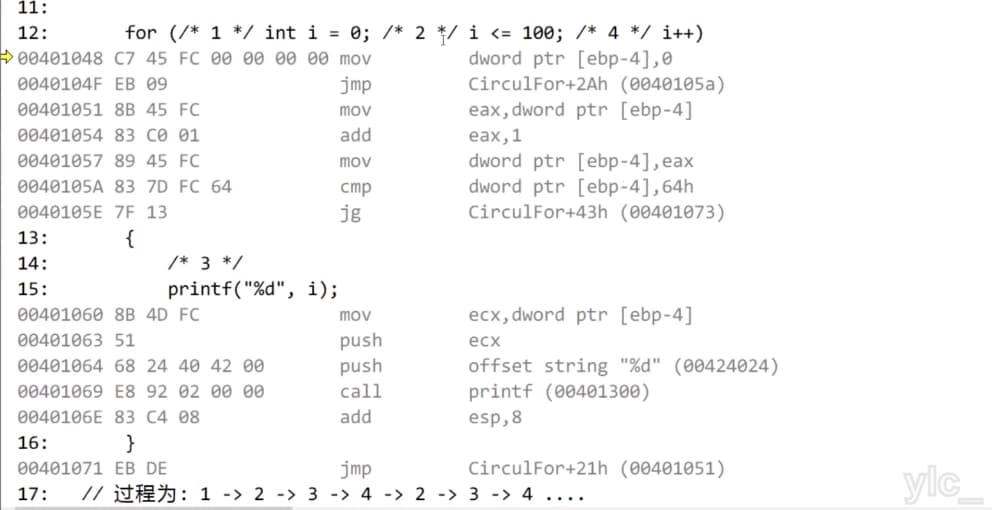 11:
12: for (/* 1 */ int i = 0; /* 2 */ i <= 100; /* 4 */ i++)
00401048 C7 45 FC 00 00 00 00 mov dword ptr [ebp-4],0
0040104F EB 09 jmp CirculFor+2Ah (0040105a)
00401051 8B 45 FC mov eax,dword ptr [ebp-4]
00401054 83 C0 01 add eax,1
00401057 89 45 FC mov dword ptr [ebp-4],eax
0040105A 83 7D FC 64 cmp dword ptr [ebp-4],64h
0040105E 7F 13 jg CirculFor+43h (00401073)
13: {
14: /* 3 */
15: printf("%d", i);
00401060 8B 4D FC mov ecx,dword ptr [ebp-4]
00401063 51 push ecx
00401064 68 24 40 42 00 push offset string "%d" (00424024)
00401069 E8 92 02 00 00 call printf (00401300)
0040106E 83 C4 08 add esp,8
16: }
00401071 EB DE jmp CirculFor+21h (00401051)
17: // 过程为: 1 -> 2 -> 3 -> 4 -> 2 -> 3 -> 4 ....
ylc_